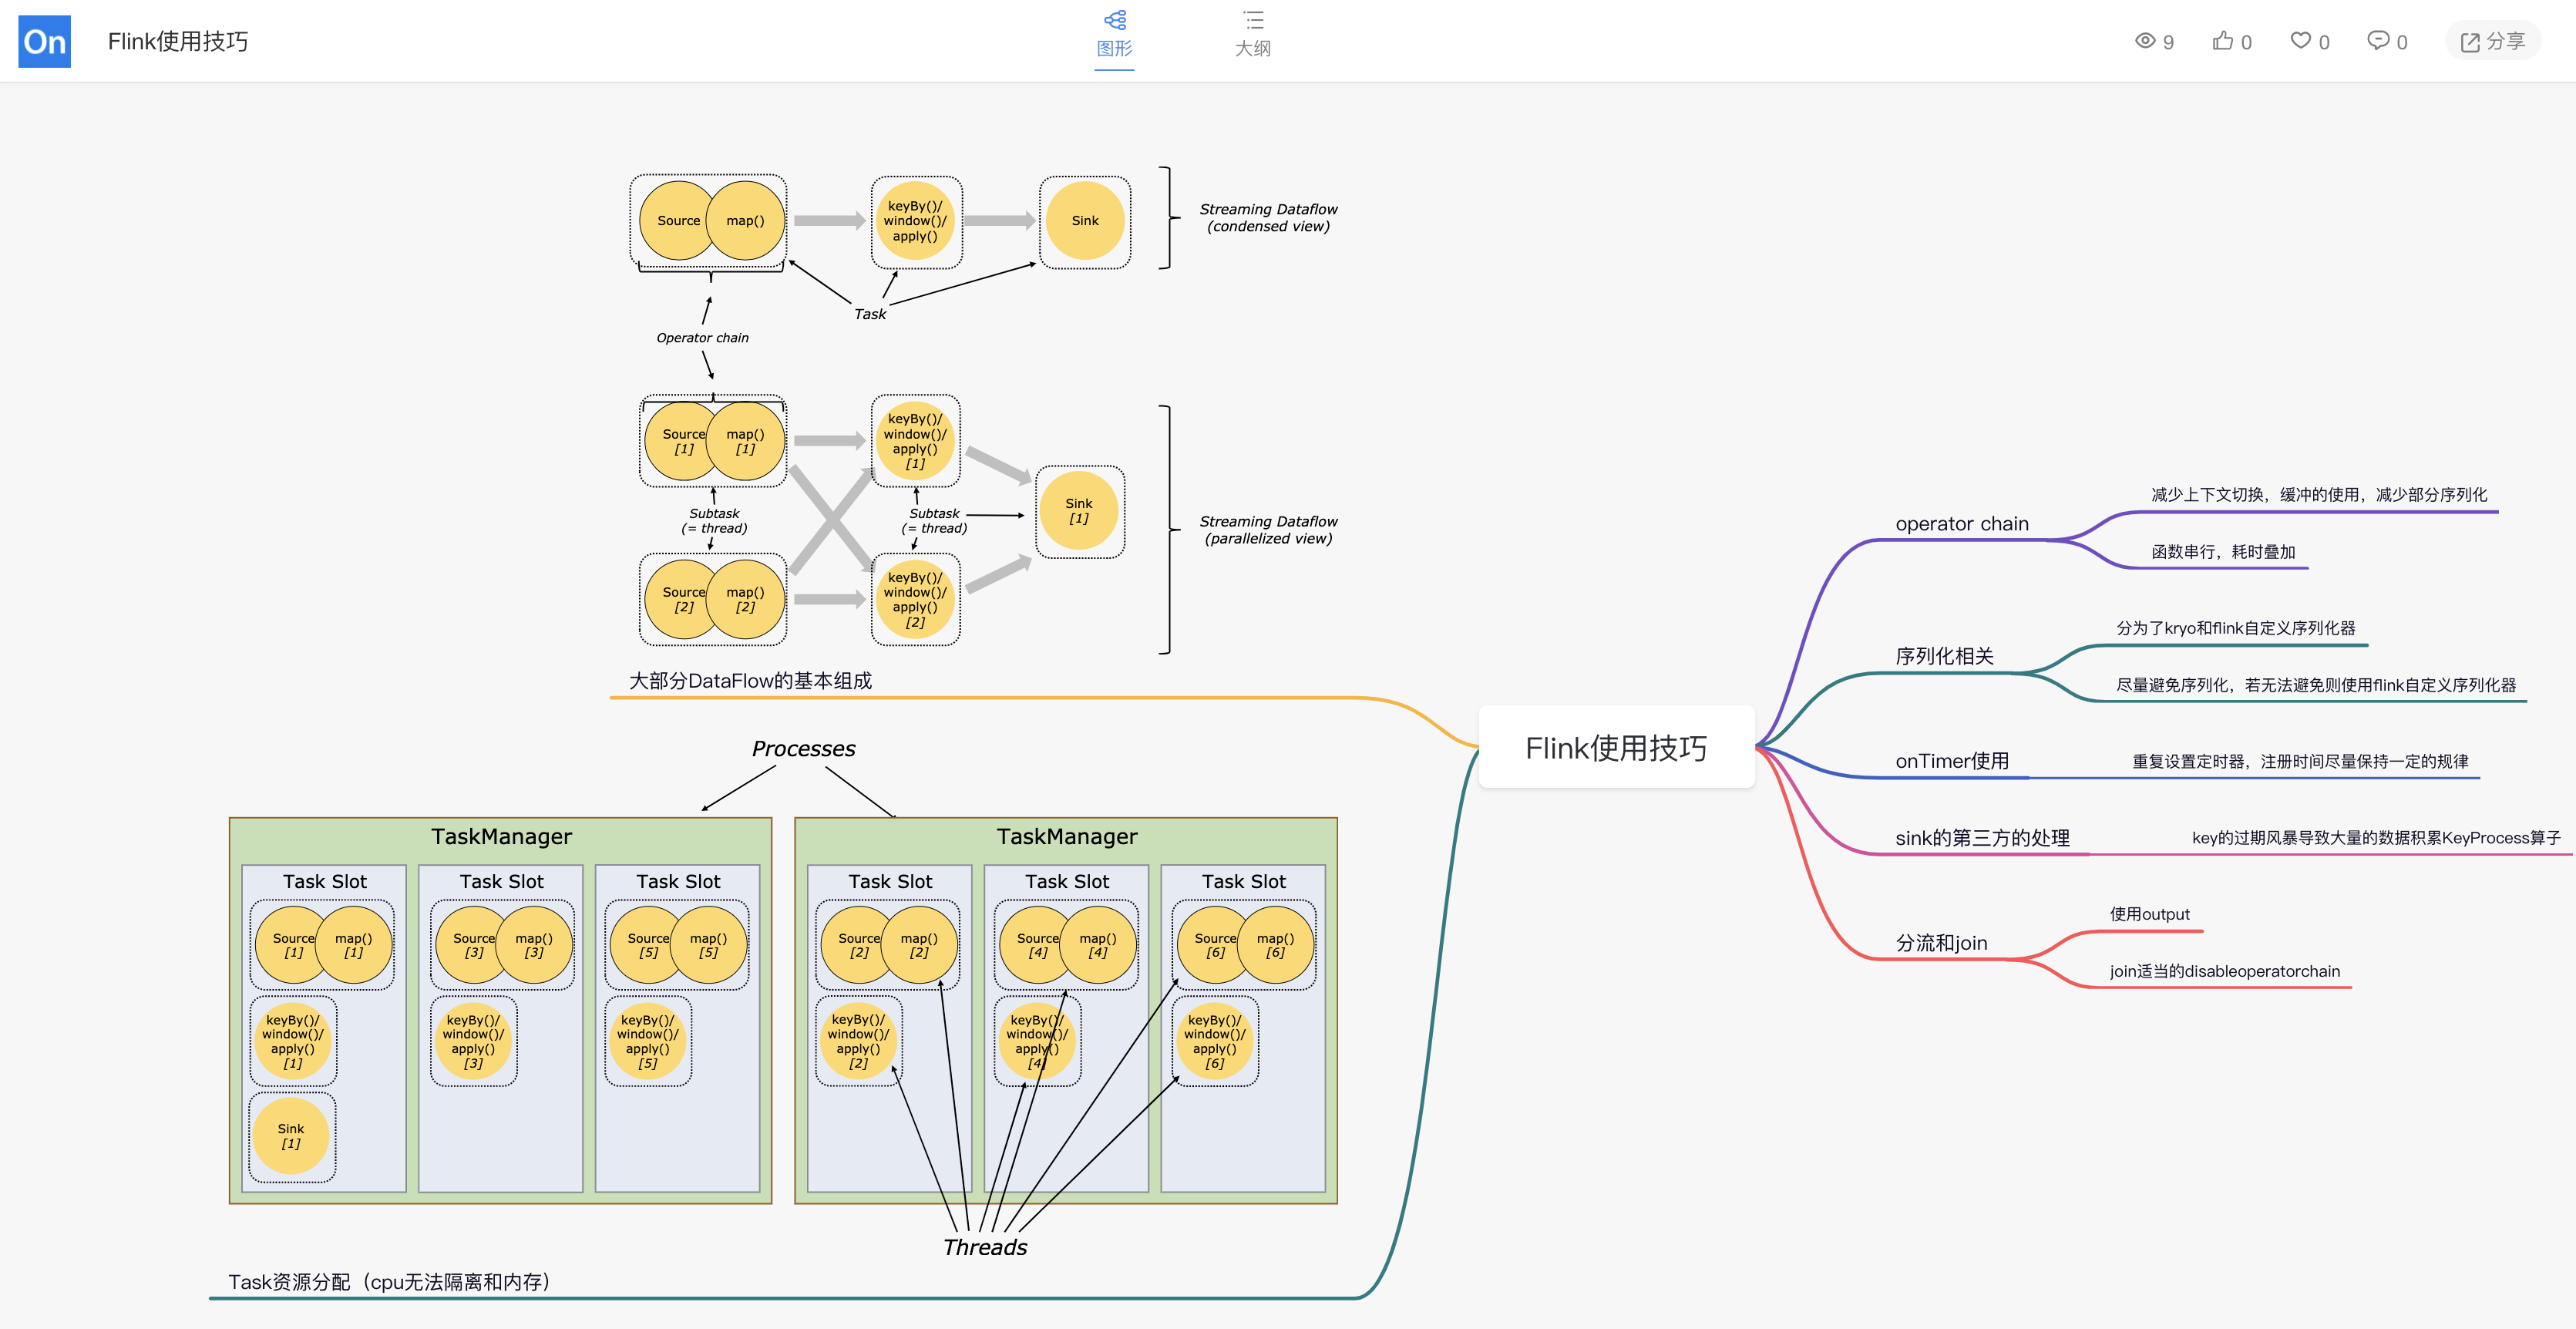 On
Flink使用技巧
图形
大纲
9
0
0
0
分享
Source
map()
keyBy()/
window()/
apply()
Sink
Streaming Dataflow
(condensed view)
Task
Operator chain
Source
[1]
map()
[1]
keyBy()/
window()/
apply()
[1]
Subtask
(= thread)
Subtask
(= thread)
Sink
[1]
Streaming Dataflow
(parallelized view)
Source
[2]
map()
[2]
keyBy()/
window()/
apply()
[2]
大部分DataFlow的基本组成
Processes
TaskManager
Task Slot
Task Slot
Task Slot
Source
[1]
map()
[1]
Source
[3]
map()
[3]
Source
[5]
map()
[5]
keyBy()/
window()/
apply()
[1]
keyBy()/
window()/
apply()
[3]
keyBy()/
window()/
apply()
[5]
Sink
[1]
TaskManager
Task Slot
Task Slot
Task Slot
Source
[2]
map()
[2]
Source
[4]
map()
[4]
Source
[6]
map()
[6]
keyBy()/
window()/
apply()
[2]
keyBy()/
window()/
apply()
[4]
keyBy()/
window()/
apply()
[6]
Threads
Task资源分配（cpu无法隔离和内存）
Flink使用技巧
operator chain
减少上下文切换，缓冲的使用，减少部分序列化
函数串行，耗时叠加
序列化相关
分为了kryo和flink自定义序列化器
尽量避免序列化，若无法避免则使用flink自定义序列化器
onTimer使用
重复设置定时器，注册时间尽量保持一定的规律
sink的第三方的处理
key的过期风暴导致大量的数据积累KeyProcess算子
分流和join
使用output
join适当的disableoperatorchain